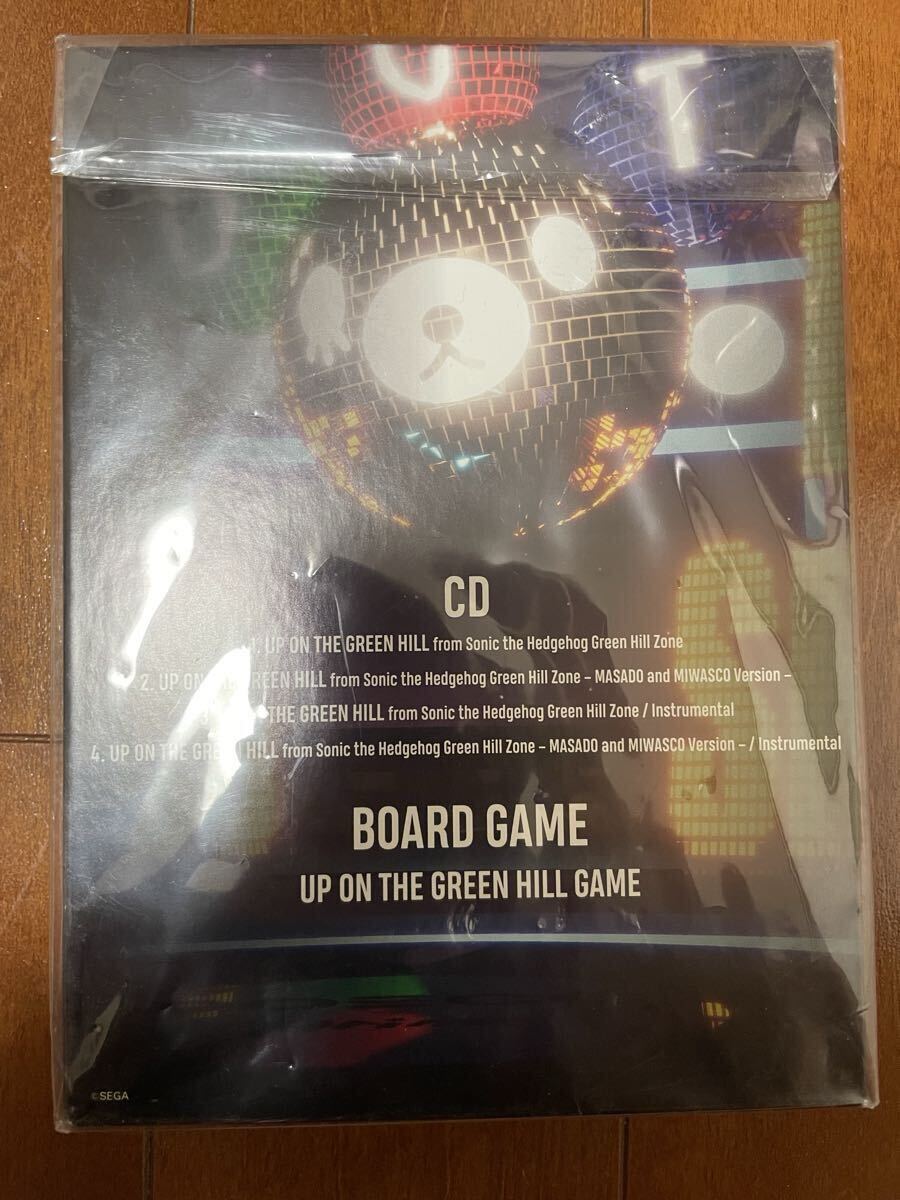 U T
CD
1. UP ON THE GREEN HILL from Sonic the Hedgehog Green Hill Zone
2. UP ON THE GREEN HILL from Sonic the Hedgehog Green Hill Zone – MASADO and MIWASCO Version –
THE GREEN HILL from Sonic the Hedgehog Green Hill Zone / Instrumental
4. UP ON THE GREEN HILL from Sonic the Hedgehog Green Hill Zone – MASADO and MIWASCO Version – / Instrumental
BOARD GAME
UP ON THE GREEN HILL GAME
©SEGA